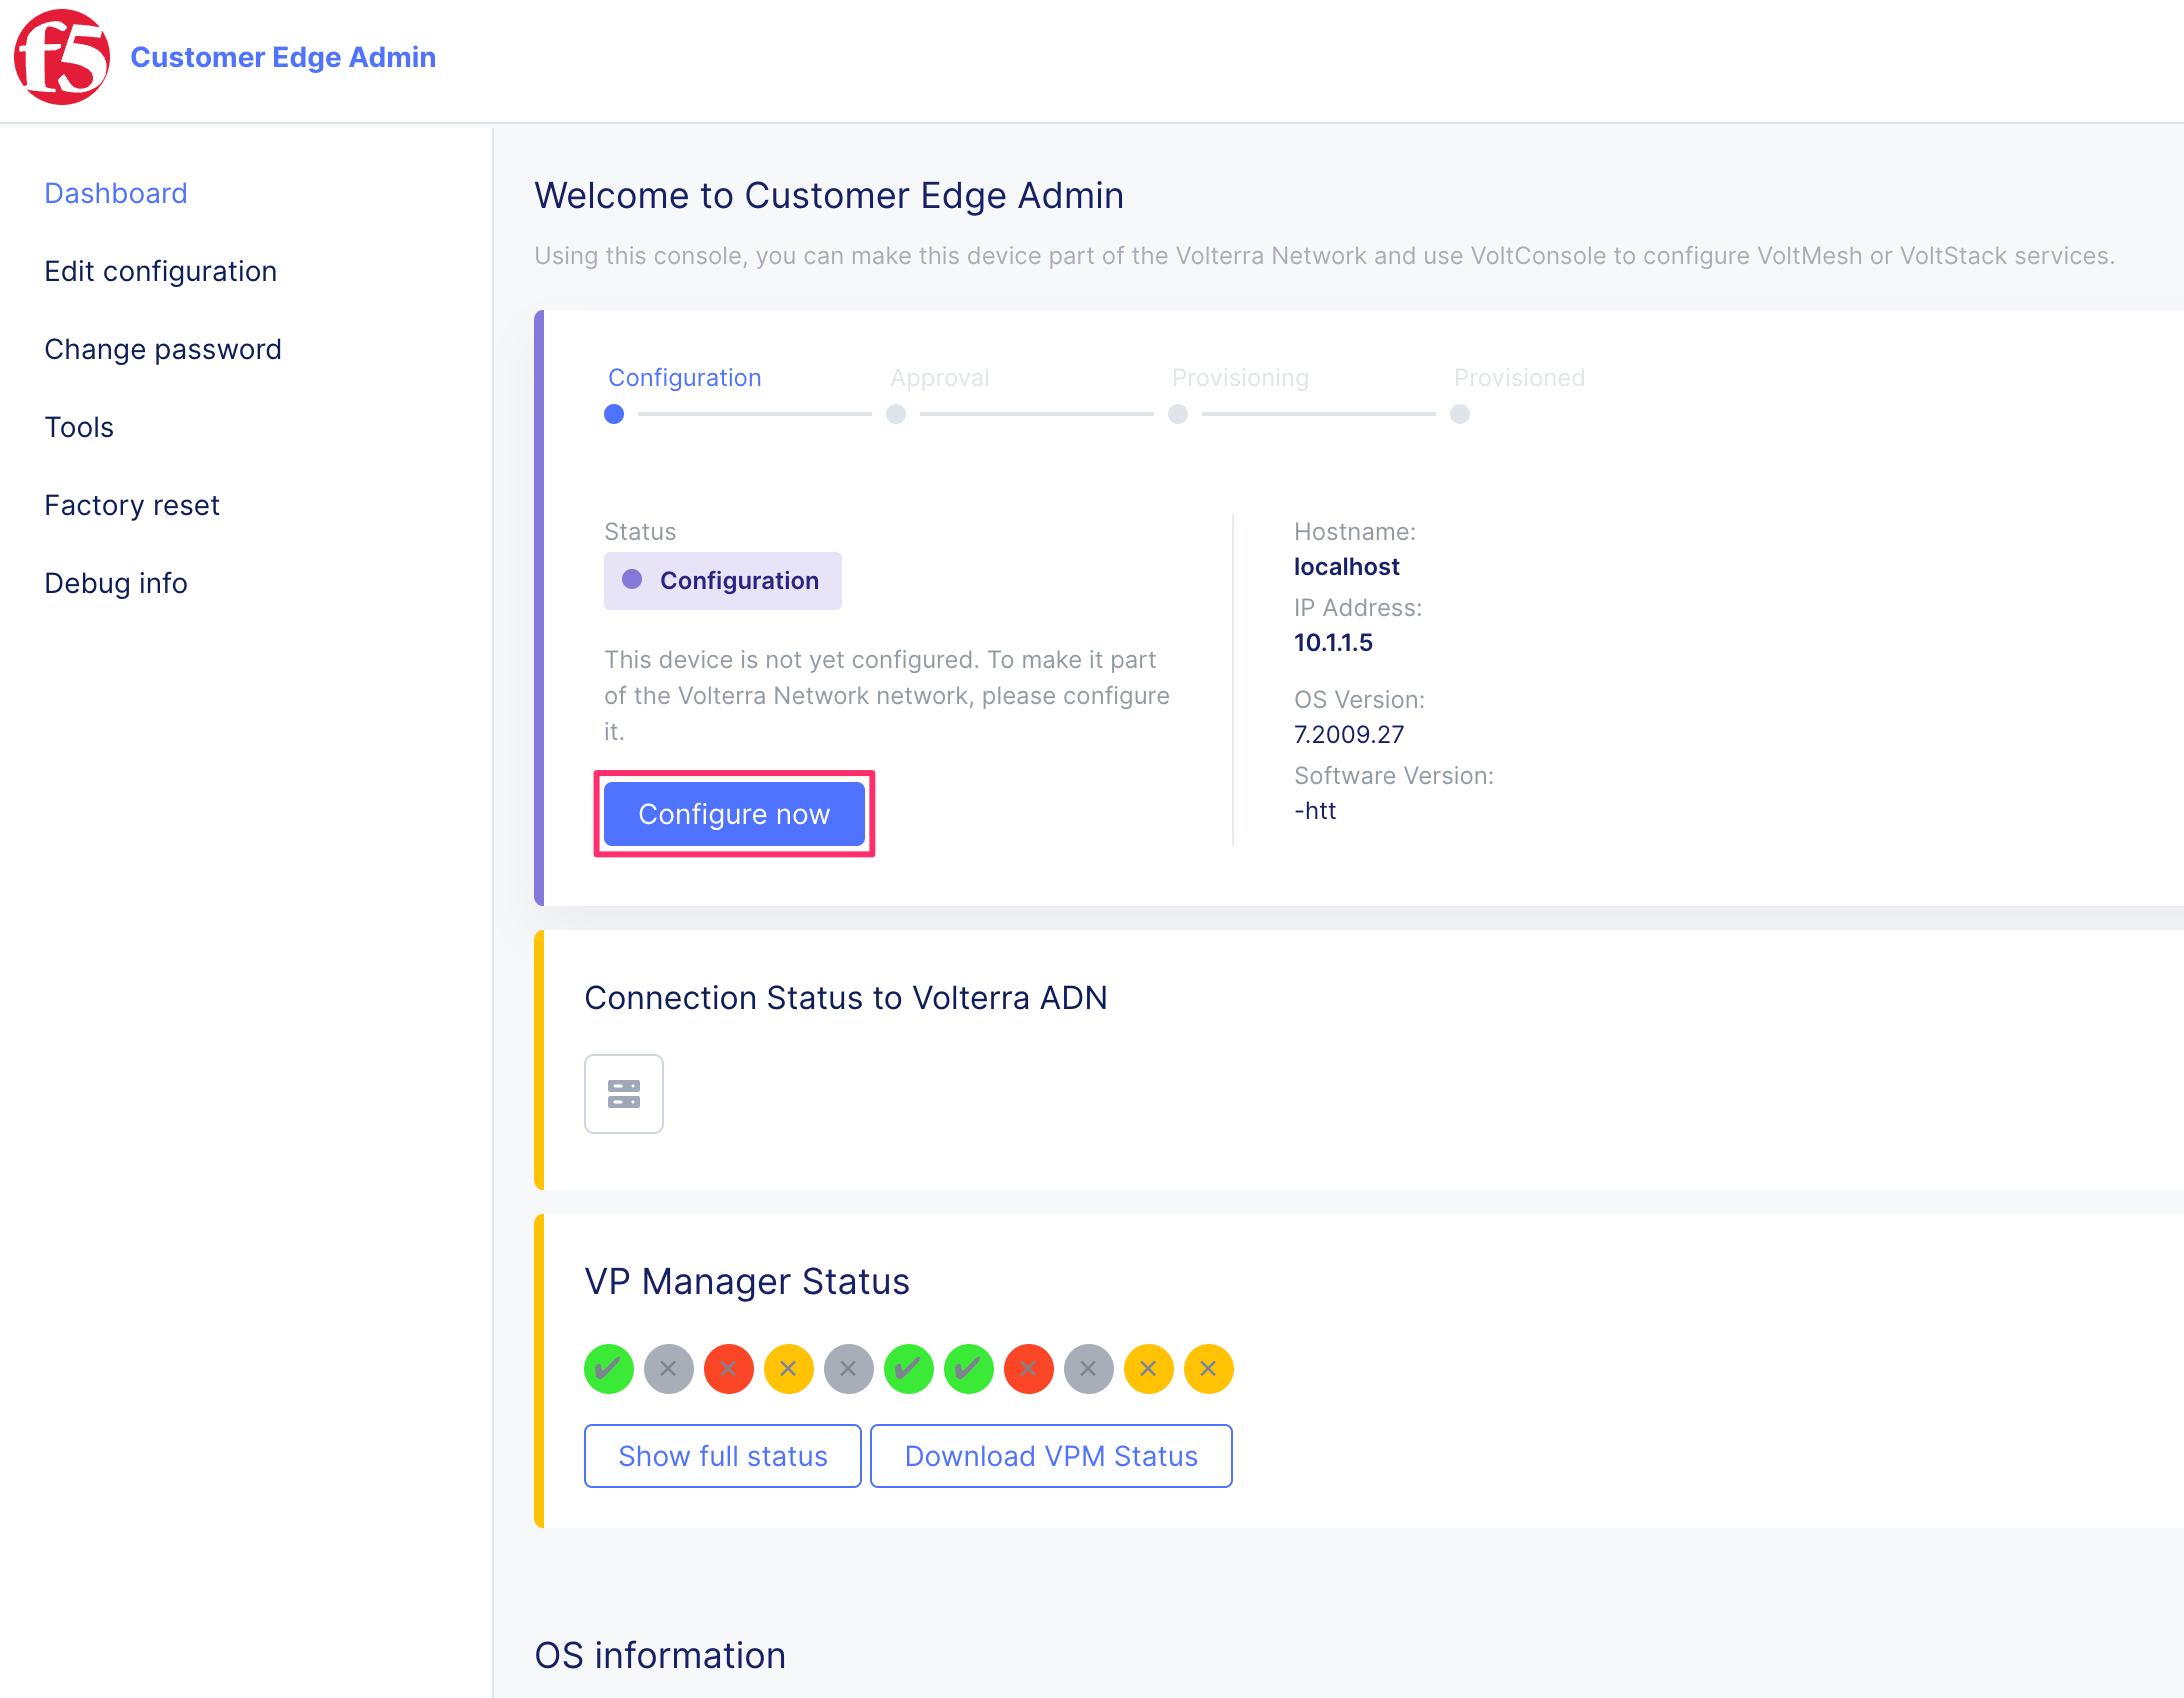 f5
Customer Edge Admin
Dashboard
Edit configuration
Change password
Tools
Factory reset
Debug info
Welcome to Customer Edge Admin
Using this console, you can make this device part of the Volterra Network and use VoltConsole to configure VoltMesh or VoltStack services.
Configuration
Approval
Provisioning
Provisioned
Status
Configuration
This device is not yet configured. To make it part
of the Volterra Network network, please configure
it.
Configure now
Hostname:
localhost
IP Address:
10.1.1.5
OS Version:
7.2009.27
Software Version:
-htt
Connection Status to Volterra ADN
VP Manager Status
Show full status
Download VPM Status
OS information